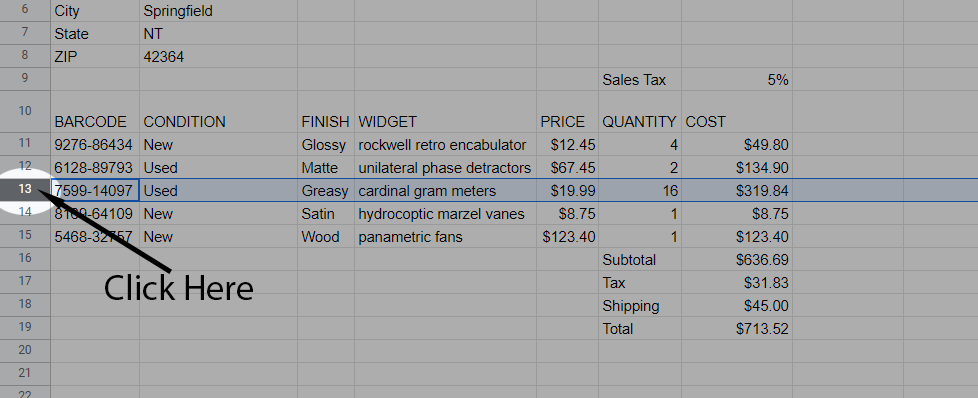 6 City Springfield
7 State NT
8 ZIP 42364
9 Sales Tax 5%
10 BARCODE CONDITION FINISH WIDGET PRICE QUANTITY COST
11 9276-86434 New Glossy rockwell retro encabulator $12.45 4 $49.80
12 6128-89793 Used Matte unilateral phase detractors $67.45 2 $134.90
13 7599-14097 Used Greasy cardinal gram meters $19.99 16 $319.84
14 8109-64109 New Satin hydrocoptic marzel vanes $8.75 1 $8.75
15 5468-32757 New Wood panametric fans $123.40 1 $123.40
16 Subtotal $636.69
17 Tax $31.83
Click Here
18 Shipping $45.00
19 Total $713.52
20
21
22